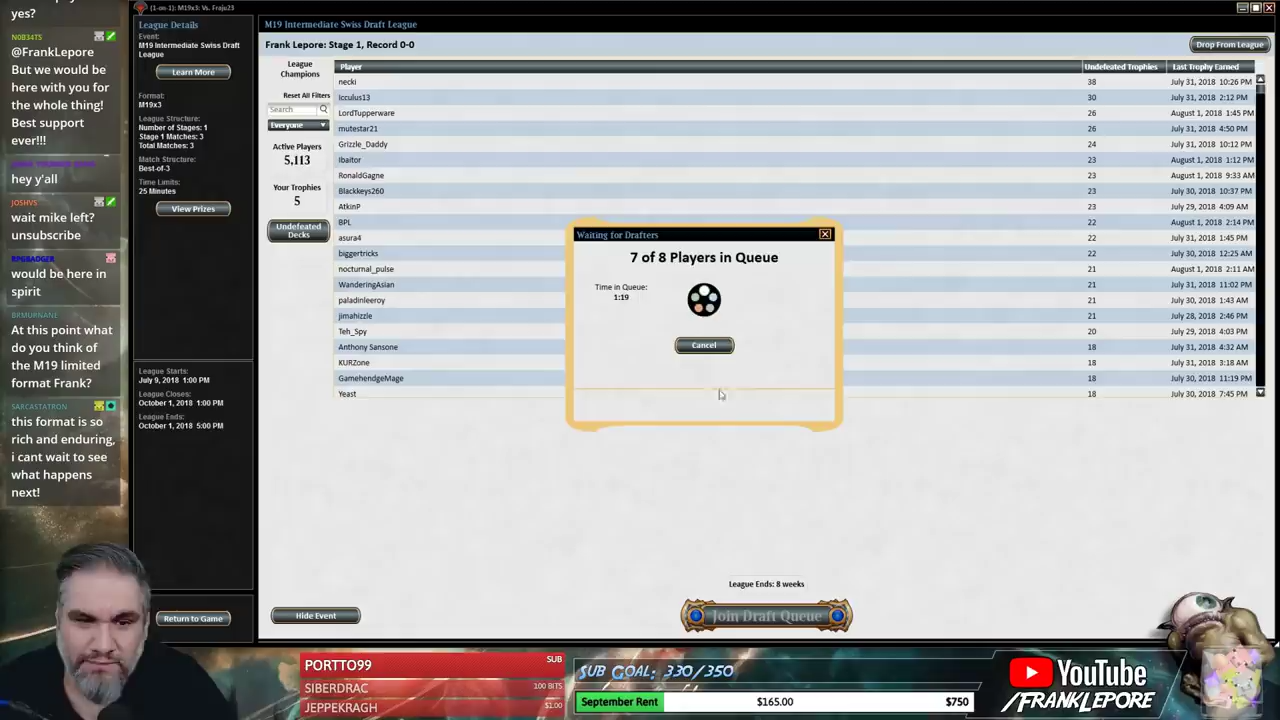 yes?
N0B34TS
@FrankLepore
But we would be
here with you for
the whole thing!
Best support
ever!!!
hey y'all
JOSHVS
wait mike left?
unsubscribe
RPGBADGER
would be here in
spirit
BRMURNANE
At this point what
do you think of
the M19 limited
format Frank?
SARCASTATRON
this format is so
rich and enduring,
i cant wait to see
what happens
next!
(1-on-1): M19x3: Vs. Fraju23
League Details
Event:
M19 Intermediate Swiss Draft
League
Learn More
Format:
M19x3
League Structure:
Number of Stages: 1
Stage 1 Matches: 3
Total Matches: 3
Match Structure:
Best-of-3
Time Limits:
25 Minutes
View Prizes
League Starts:
July 9, 2018 1:00 PM
League Closes:
October 1, 2018 1:00 PM
League Ends:
October 1, 2018 5:00 PM
Return to Game
M19 Intermediate Swiss Draft League
Frank Lepore: Stage 1, Record 0-0
Drop From League
League
Champions
Reset All Filters
Search
Everyone
Active Players
5,113
Your Trophies
5
Undefeated
Decks
Player Undefeated Trophies Last Trophy Earned
necki 38 July 31, 2018 10:26 PM
Icculus13 30 July 31, 2018 2:12 PM
LordTupperware 26 August 1, 2018 1:45 PM
mutestar21 26 July 31, 2018 4:50 PM
Grizzle_Daddy 24 July 31, 2018 10:12 PM
lbaitor 23 August 1, 2018 1:12 PM
RonaldGagne 23 August 1, 2018 9:33 AM
Blackkeys260 23 July 30, 2018 10:37 PM
AtkinP 23 July 29, 2018 4:09 AM
BPL 22 August 1, 2018 2:14 PM
asura4 22 July 31, 2018 1:45 PM
biggertricks 22 July 30, 2018 12:25 AM
nocturnal_pulse 21 August 1, 2018 2:11 AM
WanderingAsian 21 July 31, 2018 11:02 PM
paladinleeroy 21 July 30, 2018 1:43 AM
jimahizzle 21 July 28, 2018 2:46 PM
Teh_Spy 20 July 29, 2018 4:03 PM
Anthony Sansone 18 July 31, 2018 4:32 AM
KURZone 18 July 31, 2018 3:18 AM
GamehendgeMage 18 July 30, 2018 11:19 PM
Yeast 18 July 30, 2018 7:45 PM
Waiting for Drafters
7 of 8 Players in Queue
Time in Queue:
1:19
Cancel
League Ends: 8 weeks
Hide Event
Join Draft Queue
PORTTO99 SUB
SIBERDRAC 100 BITS
JEPPEKRAGH $1.00
SUB GOAL: 330/350
September Rent $165.00 $750
YouTube
/FRANKLEPORE